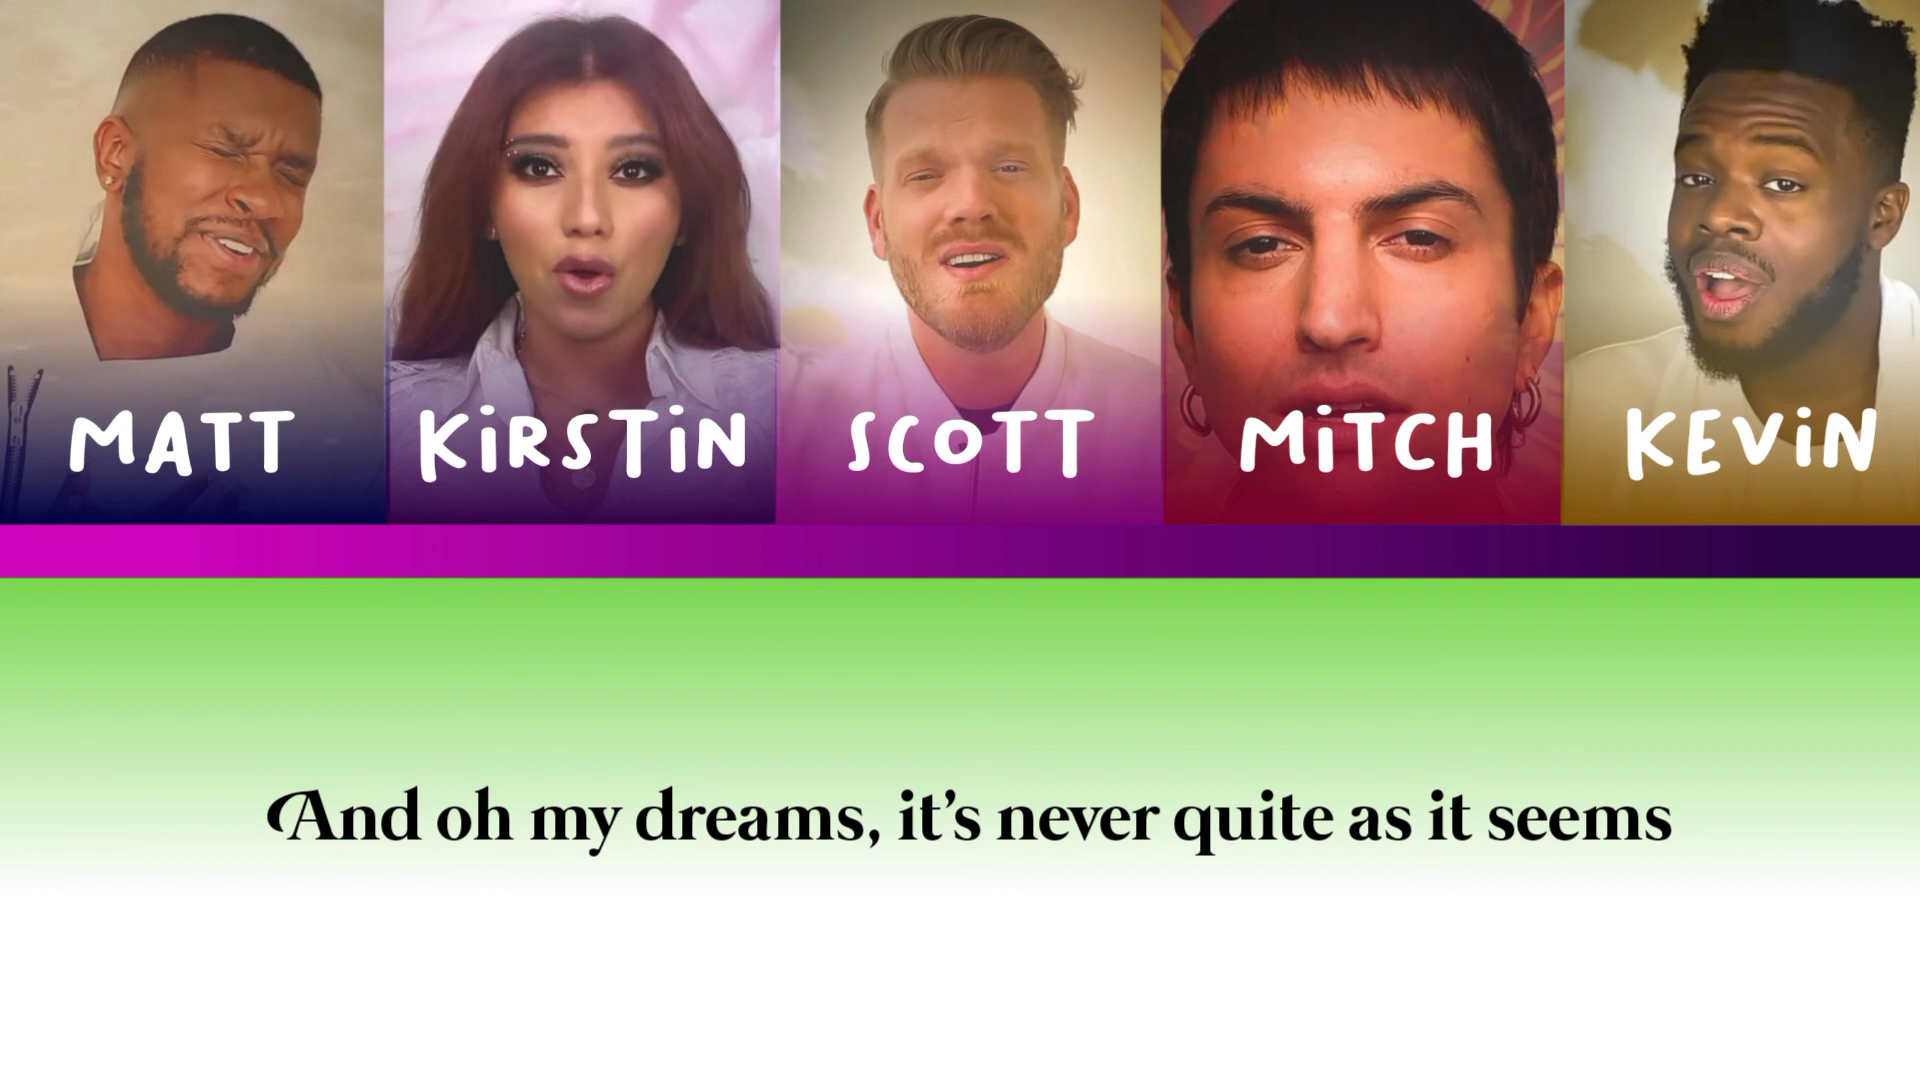 MATT KiRSTiN SCOTT MiTCH KEViN
And oh my dreams, it’s never quite as it seems